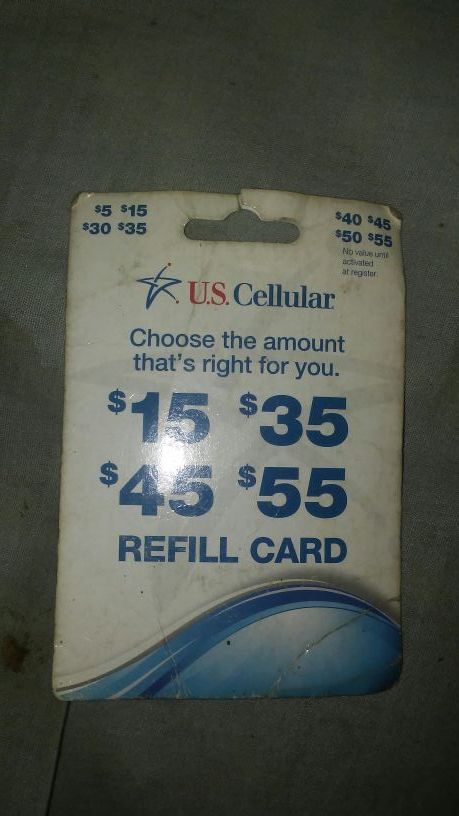 $5 $15
$30 $35
$40 $45
$50 $55
No value until
activated
at register.
U.S. Cellular
Choose the amount
that's right for you.
$15 $35
$45 $55
REFILL CARD